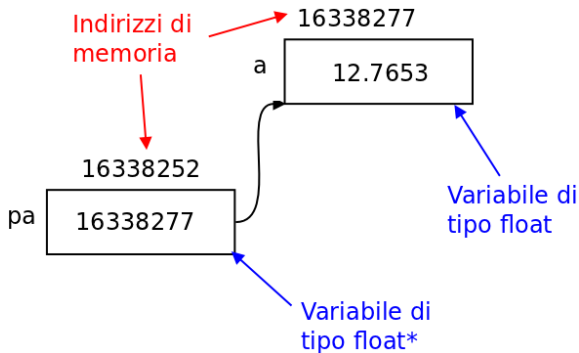 Indirizzi di
memoria
16338277
a
12.7653
16338252
pa
16338277
Variabile di
tipo float
Variabile di
tipo float*